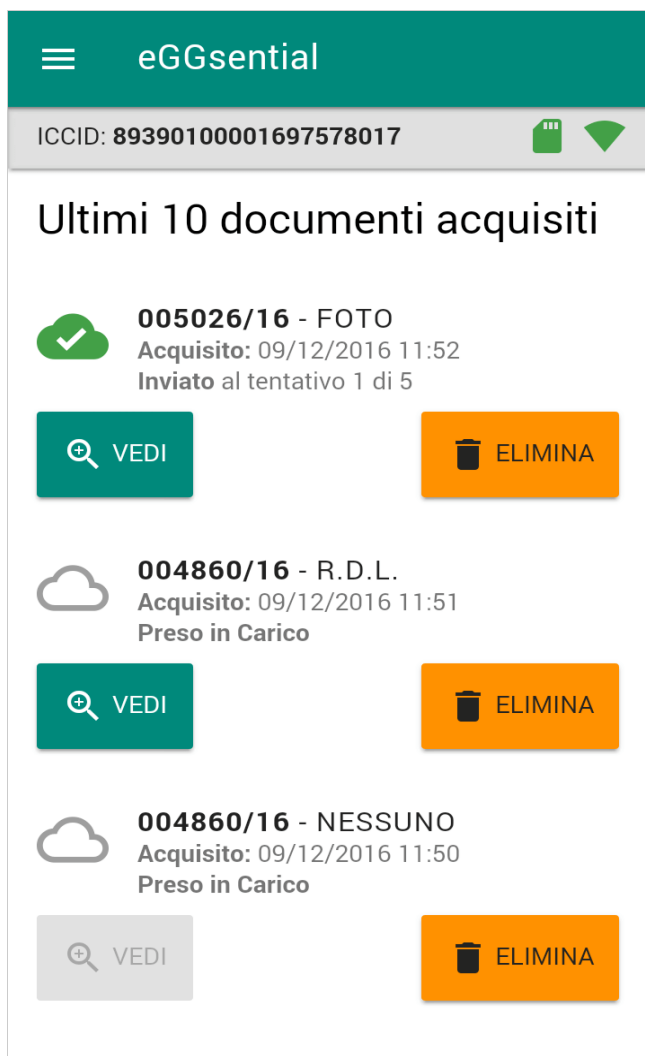 eGGsential
ICCID: 89390100001697578017
Ultimi 10 documenti acquisiti
005026/16 - FOTO
Acquisito: 09/12/2016 11:52
Inviato al tentativo 1 di 5
VEDI ELIMINA
004860/16 - R.D.L.
Acquisito: 09/12/2016 11:51
Preso in Carico
VEDI ELIMINA
004860/16 - NESSUNO
Acquisito: 09/12/2016 11:50
Preso in Carico
VEDI ELIMINA